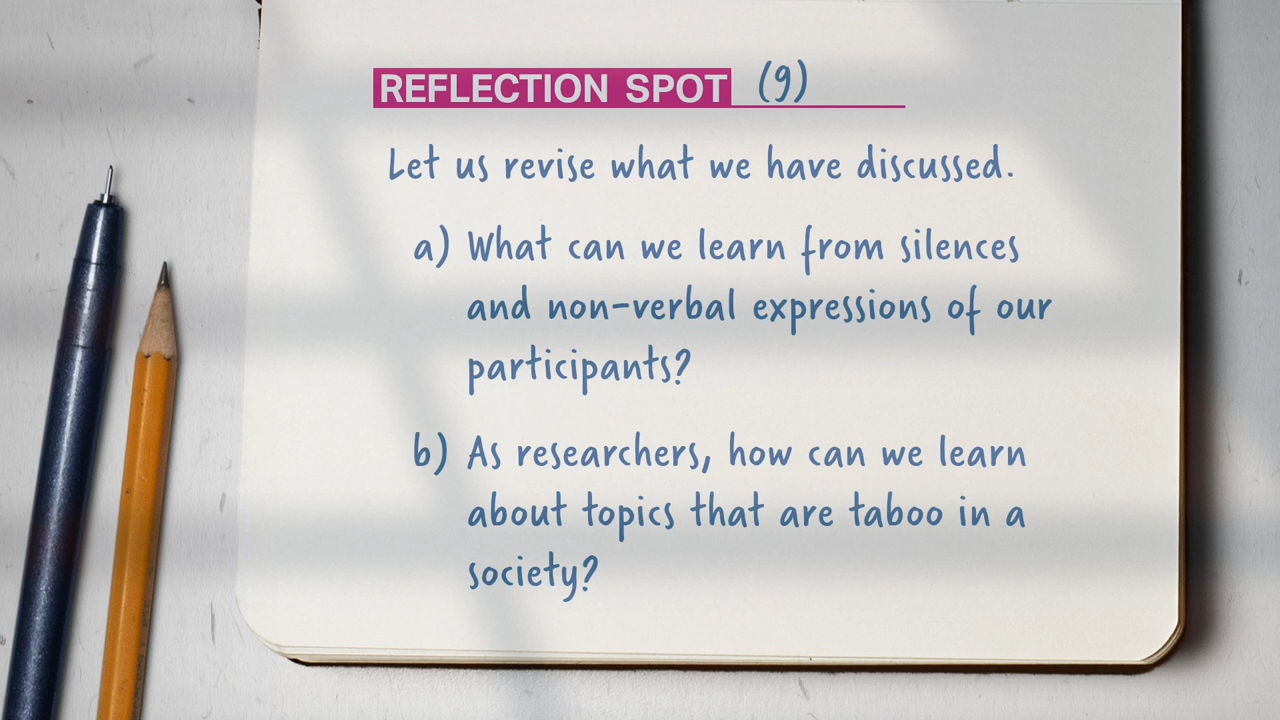 REFLECTION SPOT (9)
Let us revise what we have discussed.
a) What can we learn from silences
and non-verbal expressions of our
participants?
b) As researchers, how can we learn
about topics that are taboo in a
society?